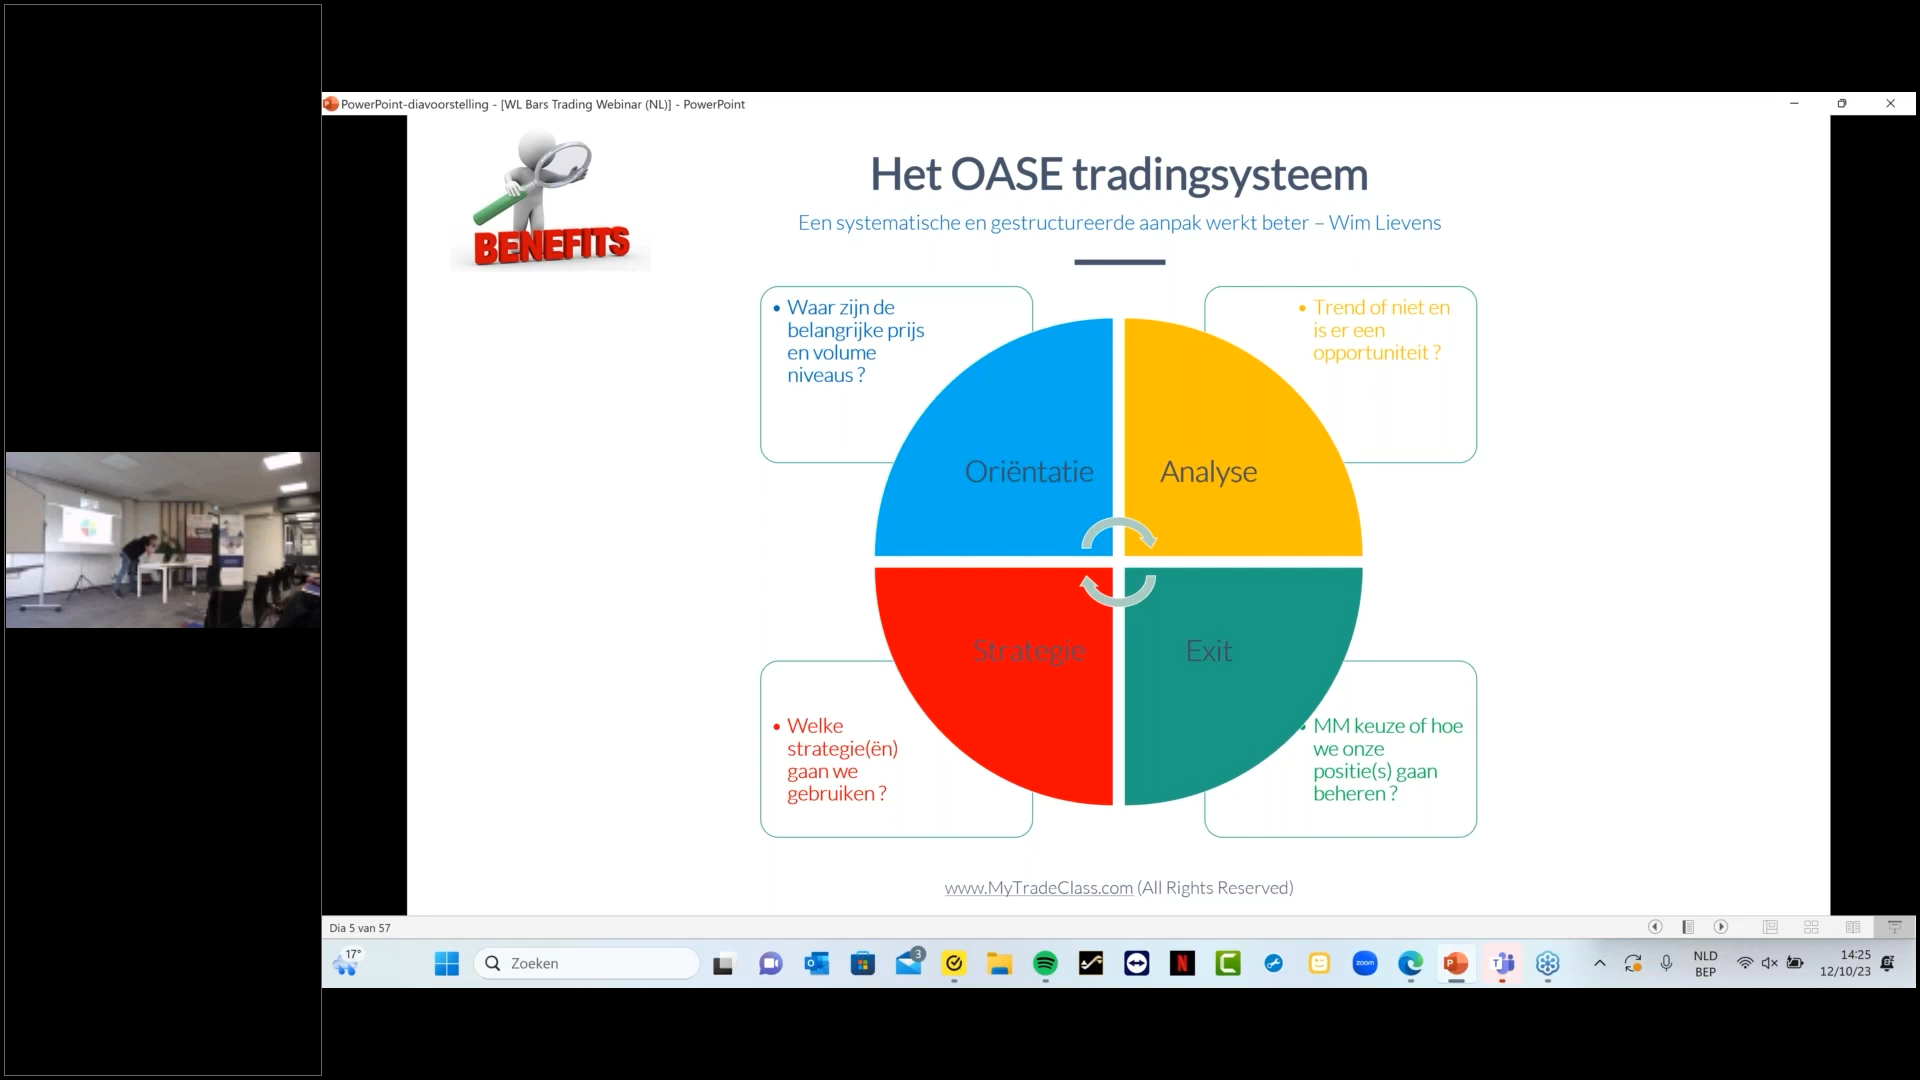 PowerPoint-diavoorstelling - [WL Bars Trading Webinar (NL)] - PowerPoint
BENEFITS
Het OASE tradingsysteem
Een systematische en gestructureerde aanpak werkt beter – Wim Lievens
• Waar zijn de
belangrijke prijs
en volume
niveaus ?
• Trend of niet en
is er een
opportuniteit ?
Oriëntatie
Analyse
Strategie
Exit
• Welke
strategie(ën)
gaan we
gebruiken ?
• MM keuze of hoe
we onze
positie(s) gaan
beheren ?
www.MyTradeClass.com (All Rights Reserved)
Dia 5 van 57
17°
Zoeken
3
zoom
NLD
BEP
14:25
12/10/23